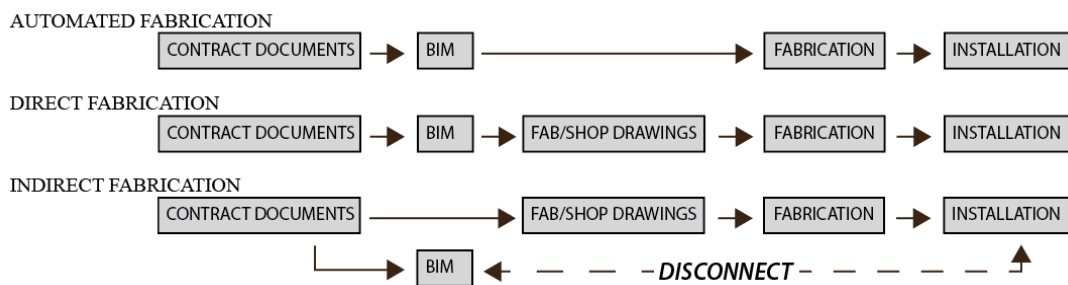 AUTOMATED FABRICATION
CONTRACT DOCUMENTS BIM FABRICATION INSTALLATION
DIRECT FABRICATION
CONTRACT DOCUMENTS BIM FAB/SHOP DRAWINGS FABRICATION INSTALLATION
INDIRECT FABRICATION
CONTRACT DOCUMENTS FAB/SHOP DRAWINGS FABRICATION INSTALLATION
BIM DISCONNECT